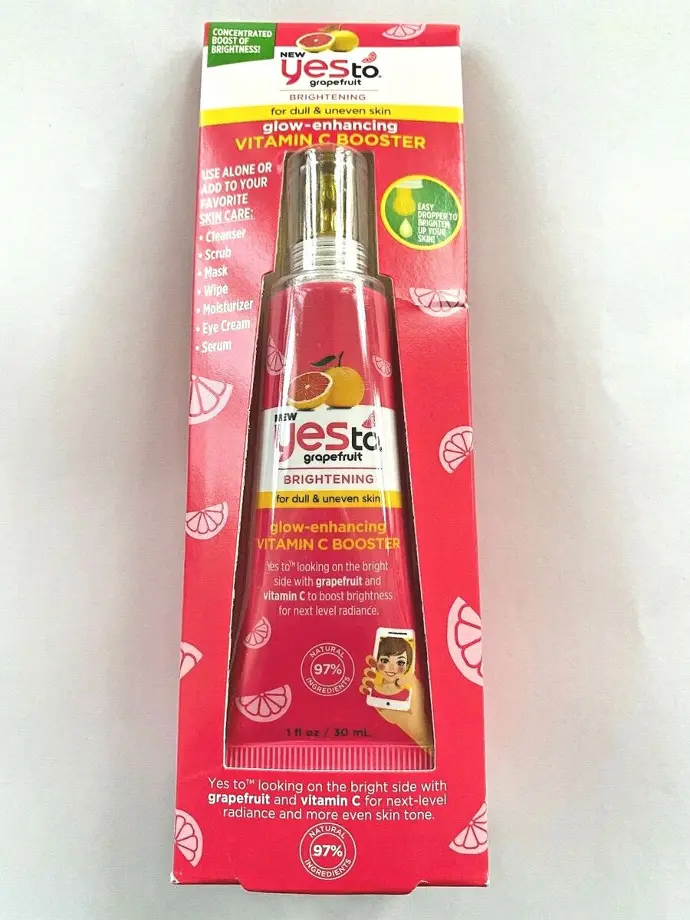 CONCENTRATED
BOOST OF
BRIGHTNESS!
NEW
yes to™
grapefruit
BRIGHTENING
for dull & uneven skin
glow-enhancing
VITAMIN C BOOSTER
USE ALONE OR
ADD TO YOUR
FAVORITE
SKIN CARE:
• Cleanser
• Scrub
• Mask
• Wipe
• Moisturizer
• Eye Cream
• Serum
EASY
DROPPER TO
BRIGHTEN
UP YOUR
SKIN!
NEW
yes to
grapefruit
BRIGHTENING
for dull & uneven skin
glow-enhancing
VITAMIN C BOOSTER
Yes to™ looking on the bright
side with grapefruit and
vitamin C to boost brightness
for next level radiance.
NATURAL
97%
INGREDIENTS
1 fl oz / 30 mL
Yes to™ looking on the bright side with
grapefruit and vitamin C for next-level
radiance and more even skin tone.
NATURAL
97%
INGREDIENTS